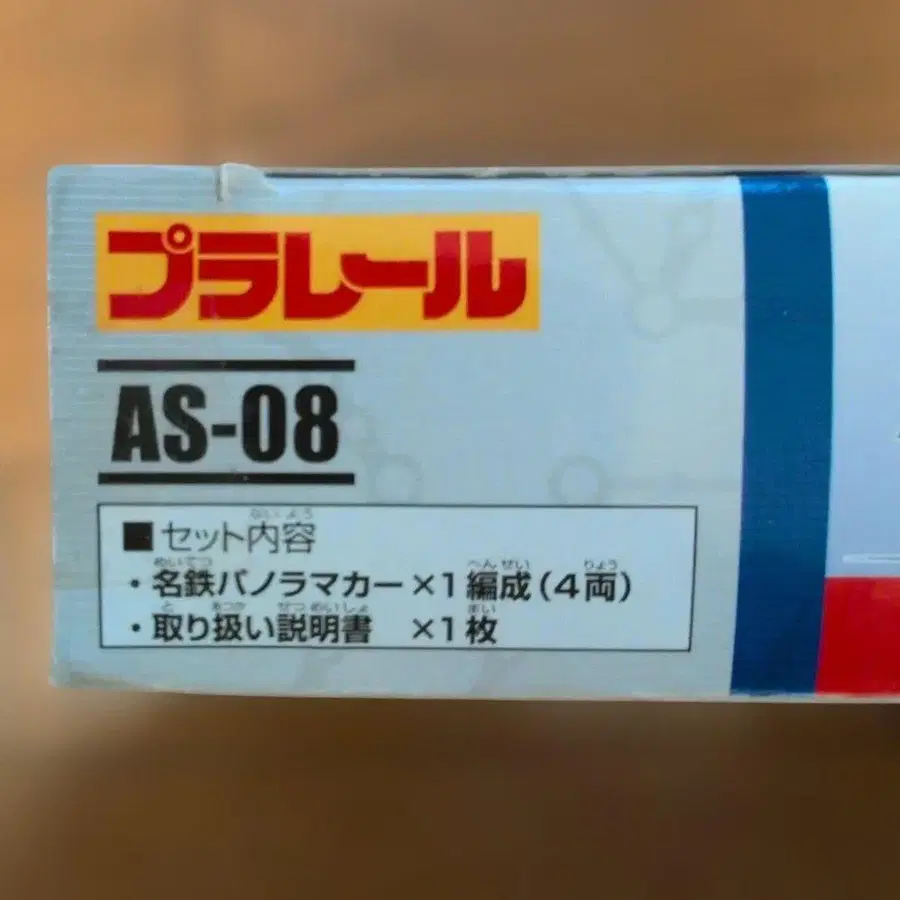 プラレール
AS-08
■セット内容
・名鉄パノラマカー×1編成(4両)
・取り扱い説明書 ×1枚